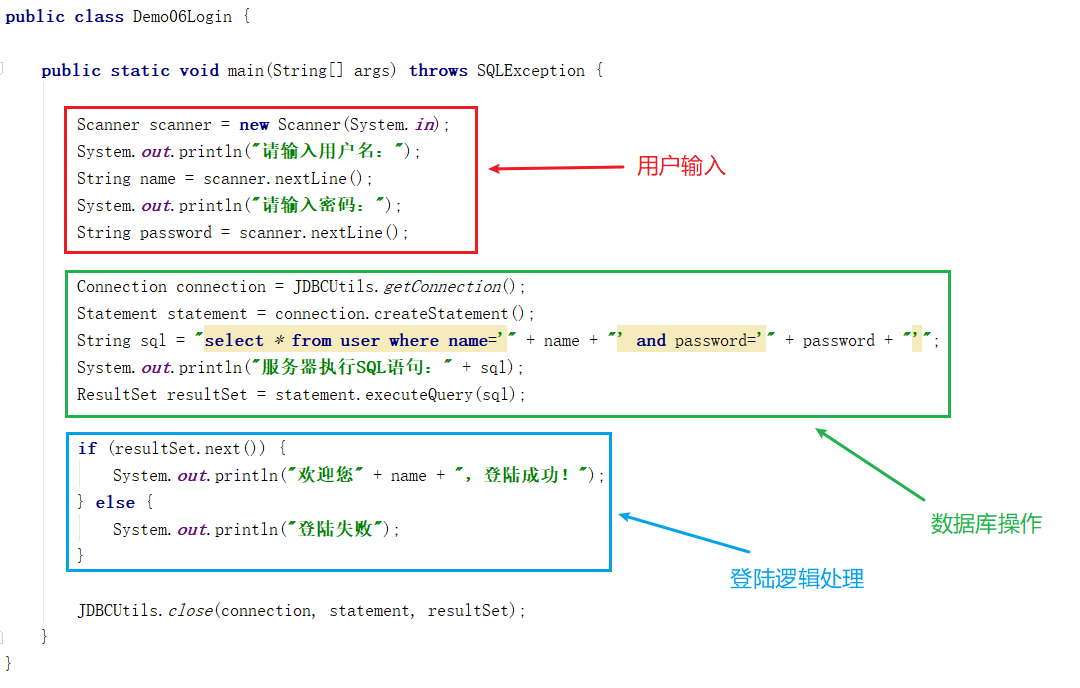 public class Demo06Login {
public static void main(String[] args) throws SQLException {
Scanner scanner = new Scanner(System.in);
System.out.println("请输入用户名：");
String name = scanner.nextLine();
System.out.println("请输入密码：");
String password = scanner.nextLine();
用户输入
Connection connection = JDBCUtils.getConnection();
Statement statement = connection.createStatement();
String sql = "select * from user where name='" + name + "' and password='" + password + "'";
System.out.println("服务器执行SQL语句：" + sql);
ResultSet resultSet = statement.executeQuery(sql);
数据库操作
if (resultSet.next()) {
System.out.println("欢迎您" + name + "，登陆成功！");
} else {
System.out.println("登陆失败");
}
登陆逻辑处理
JDBCUtils.close(connection, statement, resultSet);
}
}